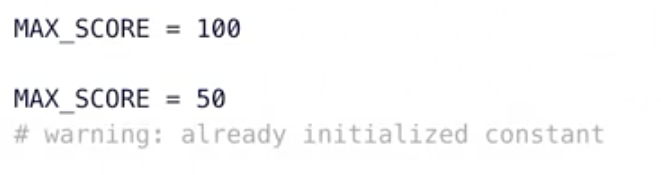 MAX_SCORE = 100
MAX_SCORE = 50
# warning: already initialized constant